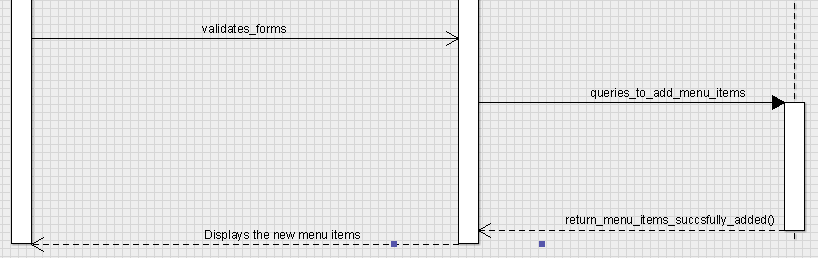 validates_forms
queries_to_add_menu_items
return_menu_items_succsfully_added()
Displays the new menu items